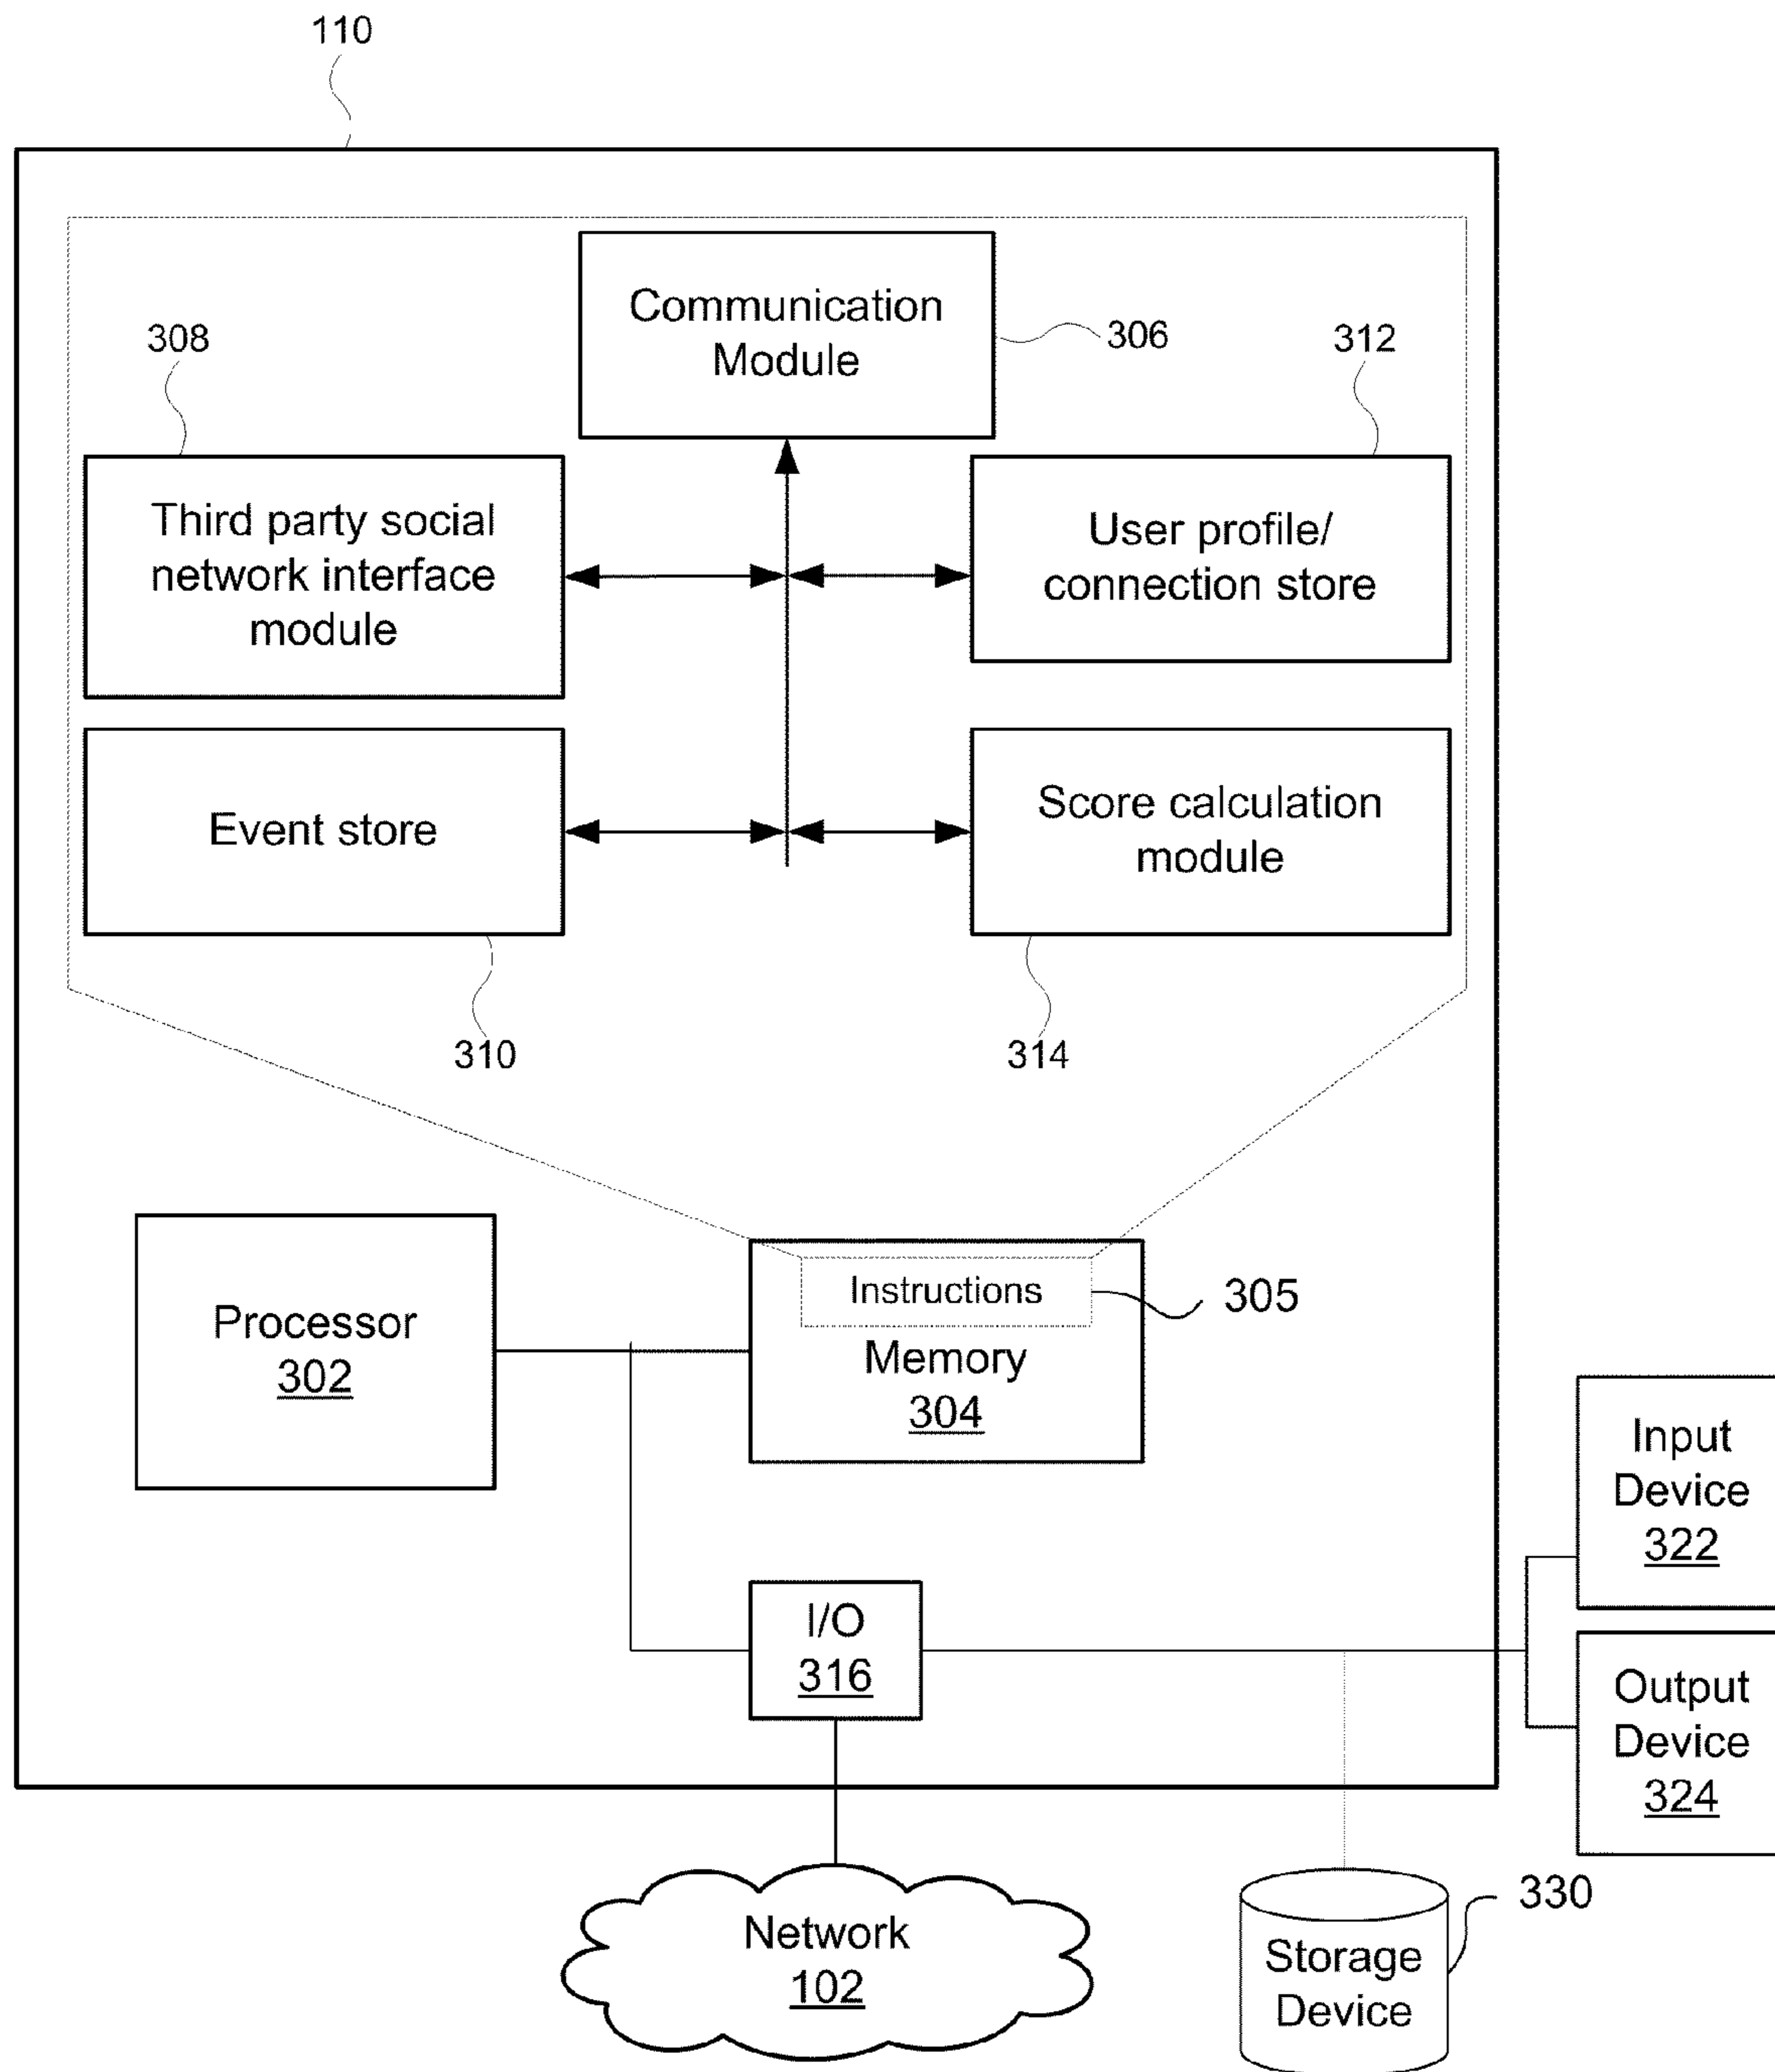 110
Communication
Module
306
308
312
Third party social
network interface
module
User profile/
connection store
Event store
Score calculation
module
310
314
Instructions
305
Processor
302
Memory
304
Input
Device
322
I/O
316
Output
Device
324
330
Network
102
Storage
Device